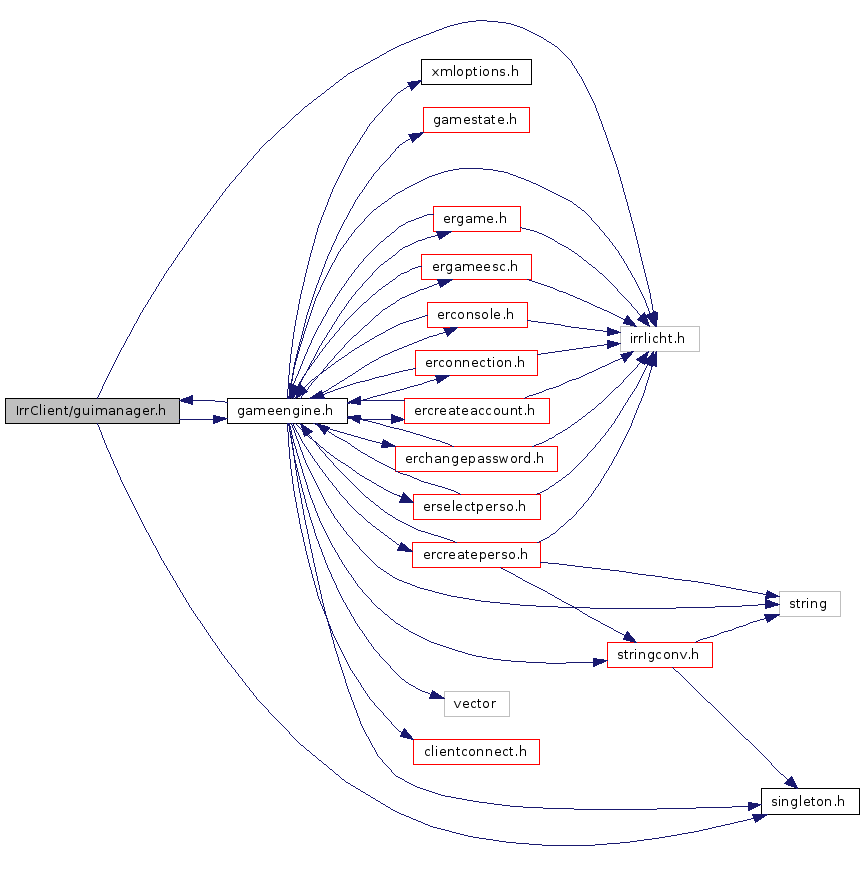 xmloptions.h
gamestate.h
ergame.h
ergameesc.h
erconsole.h
irrlicht.h
erconnection.h
IrrClient/guimanager.h
gameengine.h
ercreateaccount.h
erchangepassword.h
erselectperso.h
ercreateperso.h
string
stringconv.h
vector
clientconnect.h
singleton.h